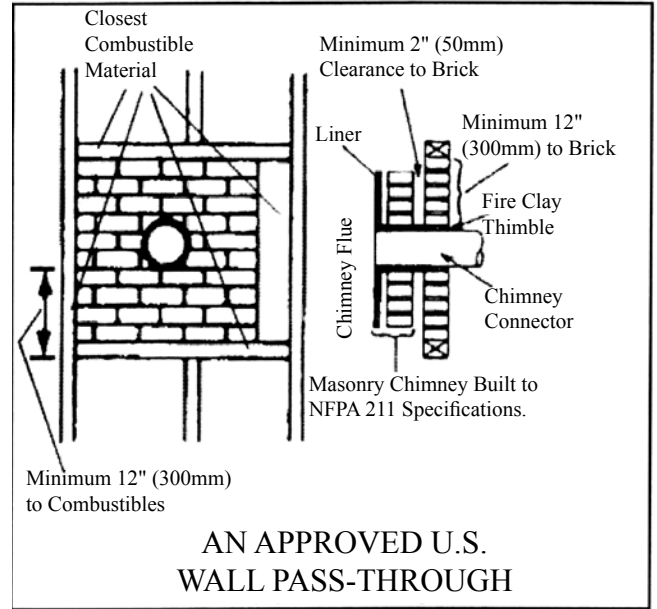 Closest
Combustible
Material
Minimum 2" (50mm)
Clearance to Brick
Liner
Minimum 12"
(300mm) to Brick
Fire Clay
Thimble
Chimney Flue
Chimney
Connector
Masonry Chimney Built to
NFPA 211 Specifications.
Minimum 12" (300mm)
to Combustibles
AN APPROVED U.S.
WALL PASS-THROUGH